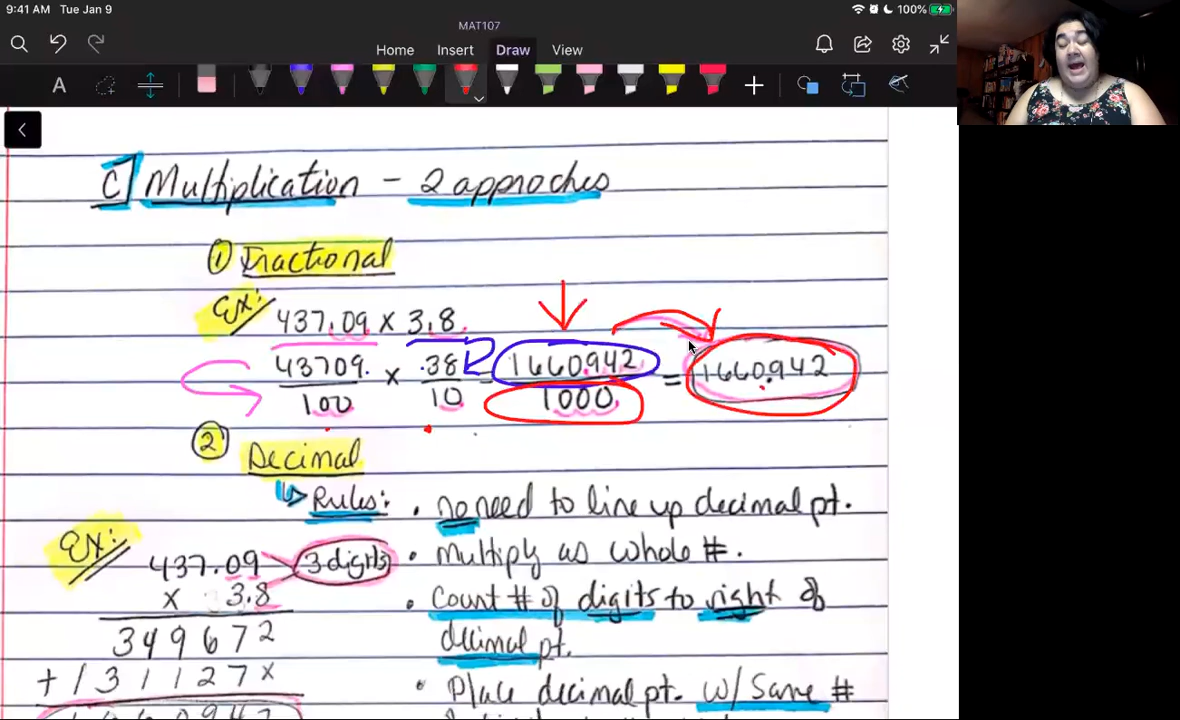 9:41 AM Tue Jan 9
100%
MAT107
Home Insert Draw View
A
C] Multiplication - 2 approches
① Fractional
Ex:
437.09 x 3.8
43709. x .38 = 1660942 = 1660.942
100 10 1000
② Decimal
Rules: • no need to line up decimal pt.
Ex:
437.09 3 digits • Multiply as whole #.
x 3.8 • Count # of digits to right of
349672 decimal pt.
+ 131127x • Place decimal pt. w/ Same #
1660942